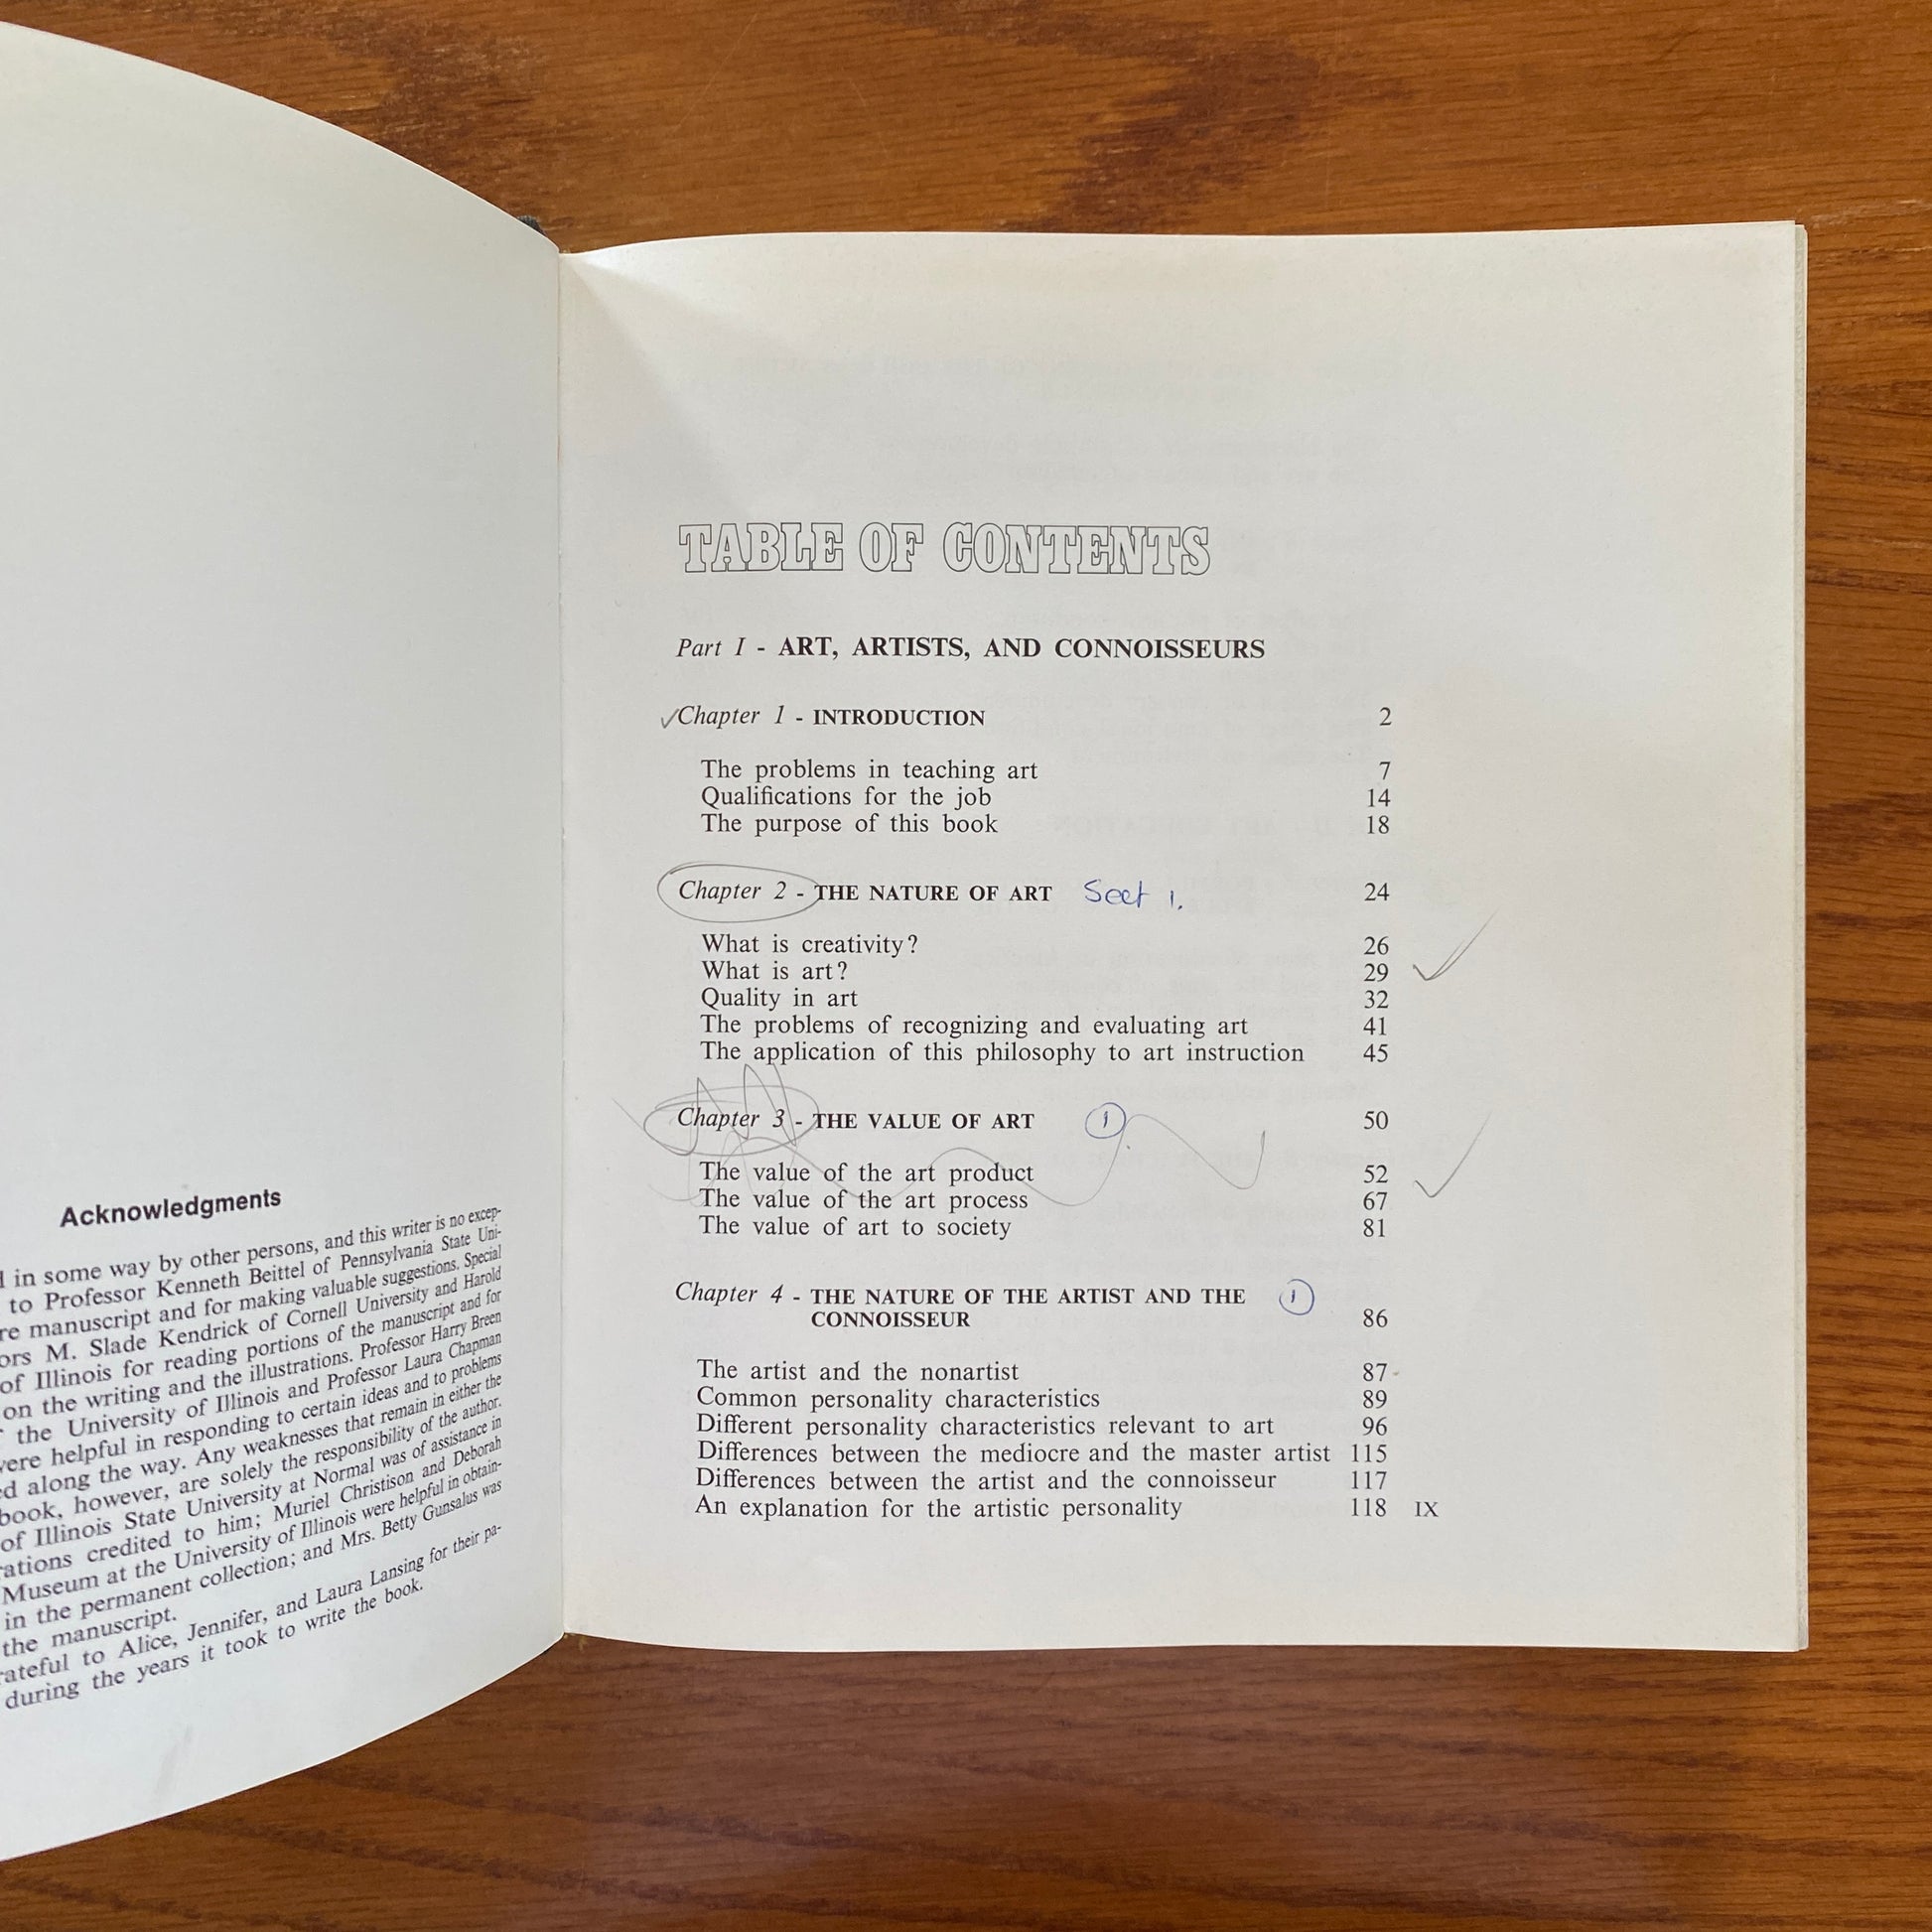 Acknowledgments
in some way by other persons, and this writer is no excep-
to Professor Kenneth Beittel of Pennsylvania State Uni-
re manuscript and for making valuable suggestions. Special
ors M. Slade Kendrick of Cornell University and Harold
of Illinois for reading portions of the manuscript and for
on the writing and the illustrations. Professor Harry Breen
the University of Illinois and Professor Laura Chapman
ere helpful in responding to certain ideas and to problems
ed along the way. Any weaknesses that remain in either the
book, however, are solely the responsibility of the author.
of Illinois State University at Normal was of assistance in
rations credited to him; Muriel Christison and Deborah
Museum at the University of Illinois were helpful in obtain-
in the permanent collection; and Mrs. Betty Gunsalus was
the manuscript.
rateful to Alice, Jennifer, and Laura Lansing for their pa-
during the years it took to write the book.
TABLE OF CONTENTS
Part I - ART, ARTISTS, AND CONNOISSEURS
Chapter 1 - INTRODUCTION 2
The problems in teaching art 7
Qualifications for the job 14
The purpose of this book 18
Chapter 2 - THE NATURE OF ART Sect 1. 24
What is creativity? 26
What is art? 29
Quality in art 32
The problems of recognizing and evaluating art 41
The application of this philosophy to art instruction 45
Chapter 3 - THE VALUE OF ART 1 50
The value of the art product 52
The value of the art process 67
The value of art to society 81
Chapter 4 - THE NATURE OF THE ARTIST AND THE 1
CONNOISSEUR 86
The artist and the nonartist 87
Common personality characteristics 89
Different personality characteristics relevant to art 96
Differences between the mediocre and the master artist 115
Differences between the artist and the connoisseur 117
An explanation for the artistic personality 118 IX